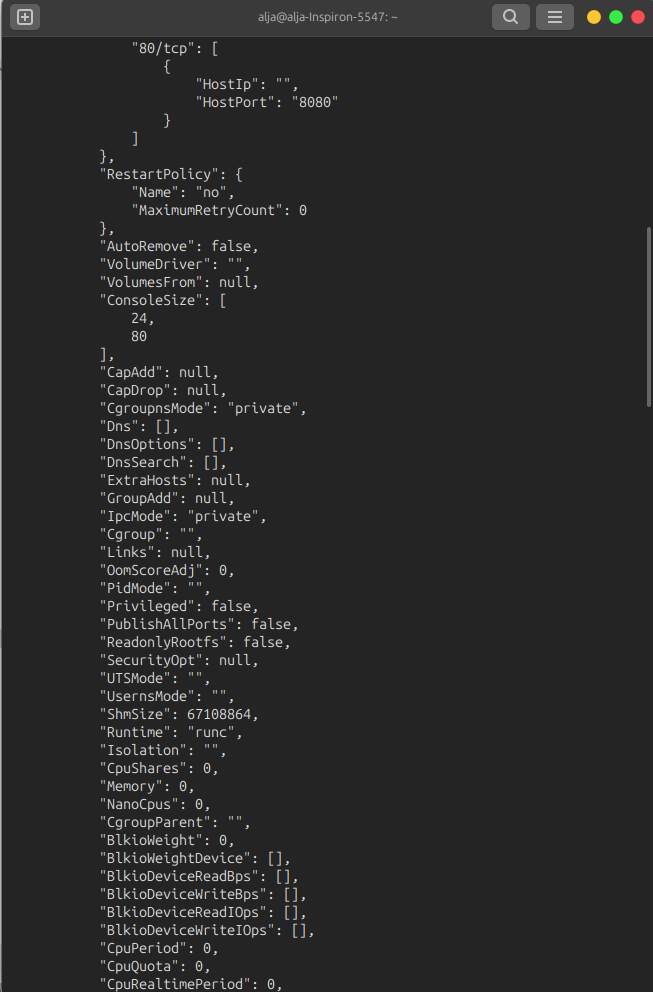 alja@alja-Inspiron-5547: ~
"80/tcp": [
{
"HostIp": "",
"HostPort": "8080"
}
]
},
"RestartPolicy": {
"Name": "no",
"MaximumRetryCount": 0
},
"AutoRemove": false,
"VolumeDriver": "",
"VolumesFrom": null,
"ConsoleSize": [
24,
80
],
"CapAdd": null,
"CapDrop": null,
"CgroupnsMode": "private",
"Dns": [],
"DnsOptions": [],
"DnsSearch": [],
"ExtraHosts": null,
"GroupAdd": null,
"IpcMode": "private",
"Cgroup": "",
"Links": null,
"OomScoreAdj": 0,
"PidMode": "",
"Privileged": false,
"PublishAllPorts": false,
"ReadonlyRootfs": false,
"SecurityOpt": null,
"UTSMode": "",
"UsernsMode": "",
"ShmSize": 67108864,
"Runtime": "runc",
"Isolation": "",
"CpuShares": 0,
"Memory": 0,
"NanoCpus": 0,
"CgroupParent": "",
"BlkioWeight": 0,
"BlkioWeightDevice": [],
"BlkioDeviceReadBps": [],
"BlkioDeviceWriteBps": [],
"BlkioDeviceReadIOps": [],
"BlkioDeviceWriteIOps": [],
"CpuPeriod": 0,
"CpuQuota": 0,
"CpuRealtimePeriod": 0,